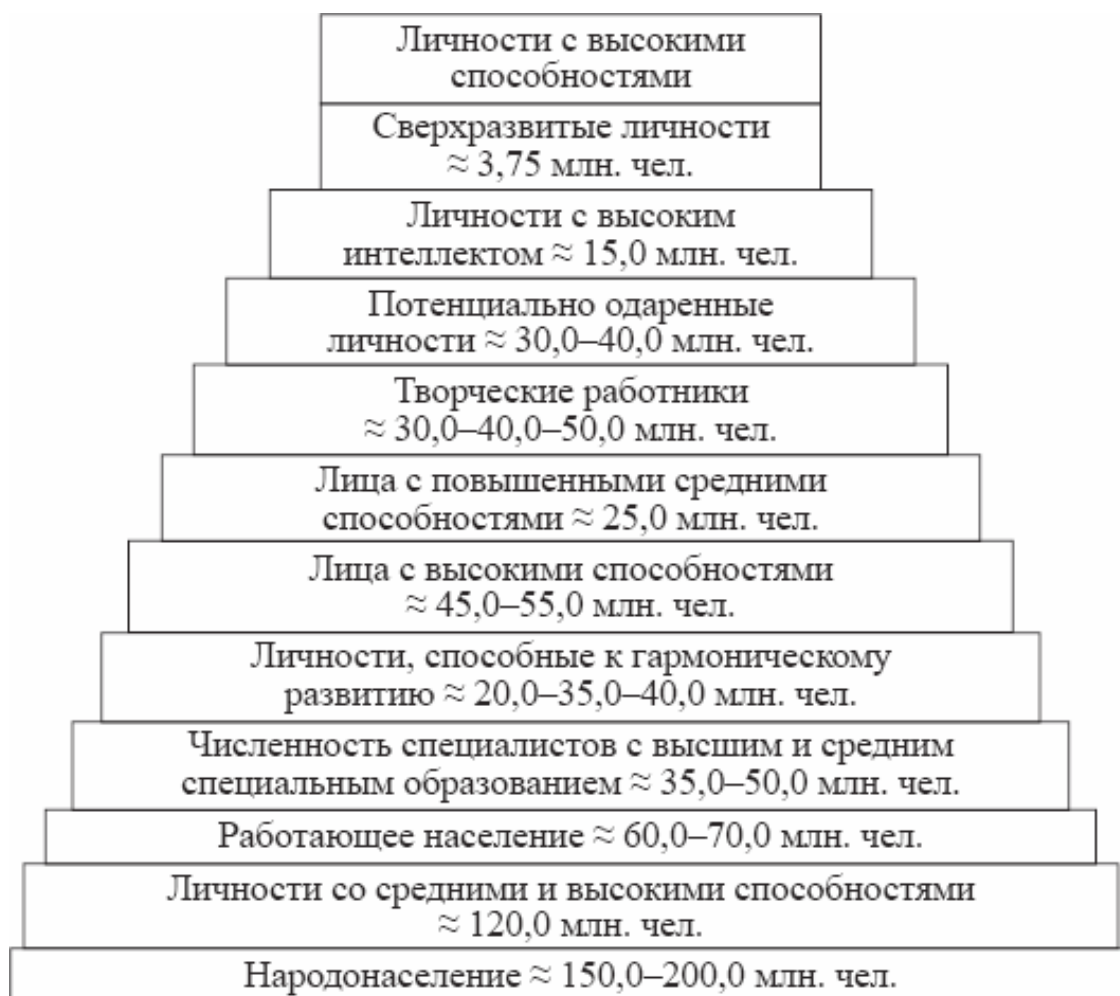 Личности с высокими
способностями
Сверхразвитые личности
≈ 3,75 млн. чел.
Личности с высоким
интеллектом ≈ 15,0 млн. чел.
Потенциально одаренные
личности ≈ 30,0–40,0 млн. чел.
Творческие работники
≈ 30,0–40,0–50,0 млн. чел.
Лица с повышенными средними
способностями ≈ 25,0 млн. чел.
Лица с высокими способностями
≈ 45,0–55,0 млн. чел.
Личности, способные к гармоническому
развитию ≈ 20,0–35,0–40,0 млн. чел.
Численность специалистов с высшим и средним
специальным образованием ≈ 35,0–50,0 млн. чел.
Работающее население ≈ 60,0–70,0 млн. чел.
Личности со средними и высокими способностями
≈ 120,0 млн. чел.
Народонаселение ≈ 150,0–200,0 млн. чел.